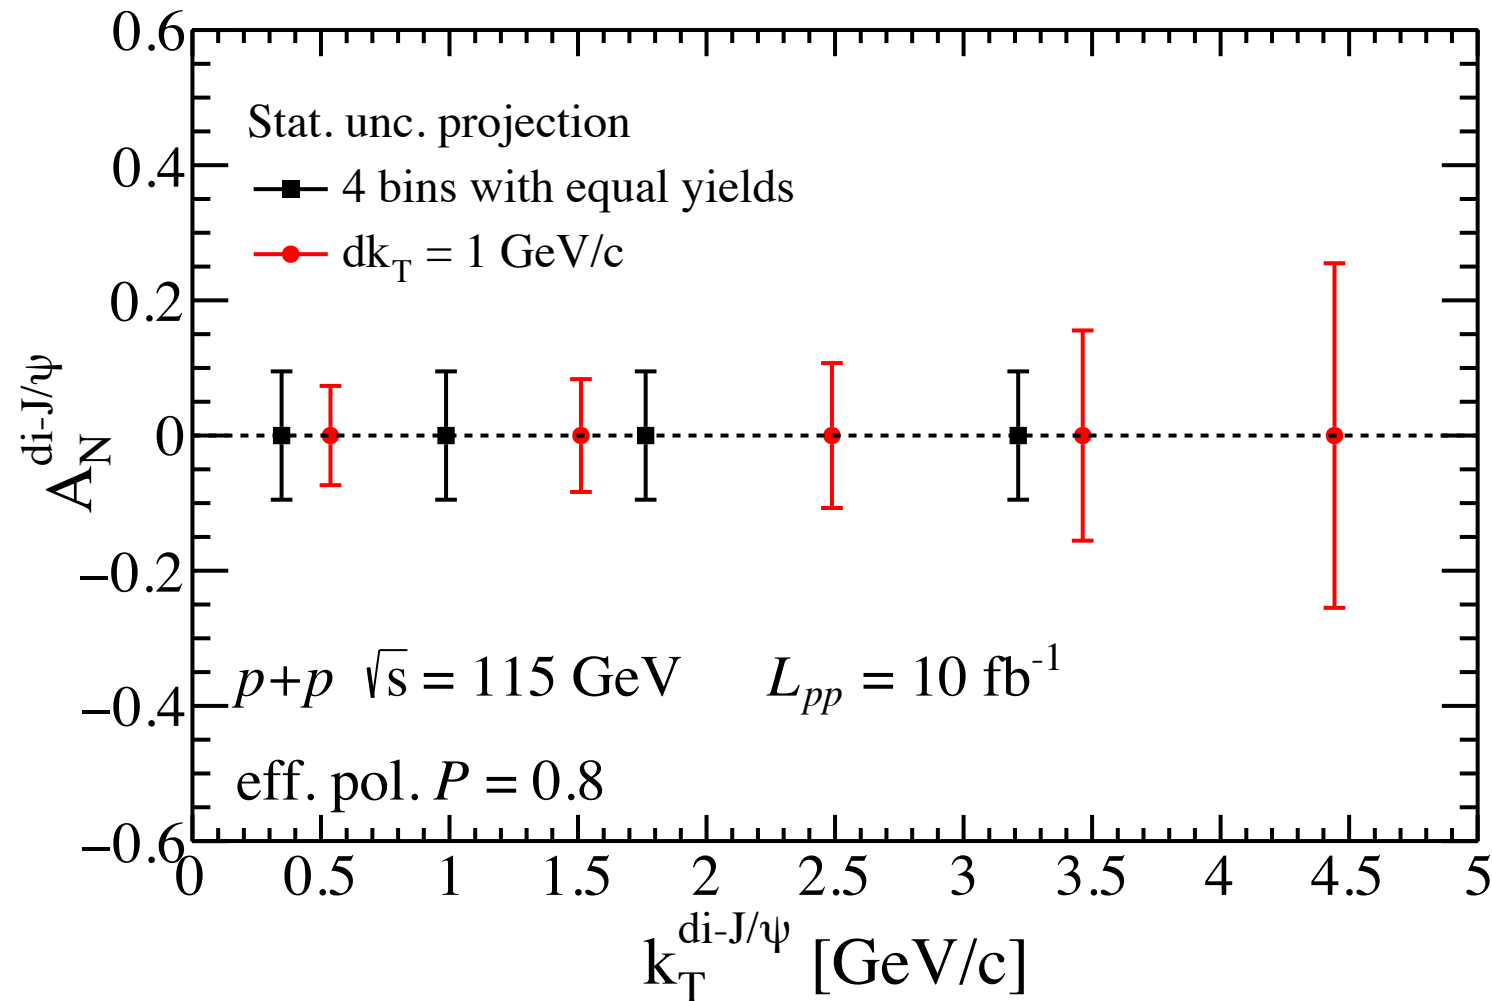 0.6
0.4
0.2
0
−0.2
−0.4
−0.6
A_N^{di-J/ψ}
Stat. unc. projection
4 bins with equal yields
dk_T = 1 GeV/c
p+p √s = 115 GeV L_{pp} = 10 fb^{-1}
eff. pol. P = 0.8
0 0.5 1 1.5 2 2.5 3 3.5 4 4.5 5
k_T^{di-J/ψ} [GeV/c]